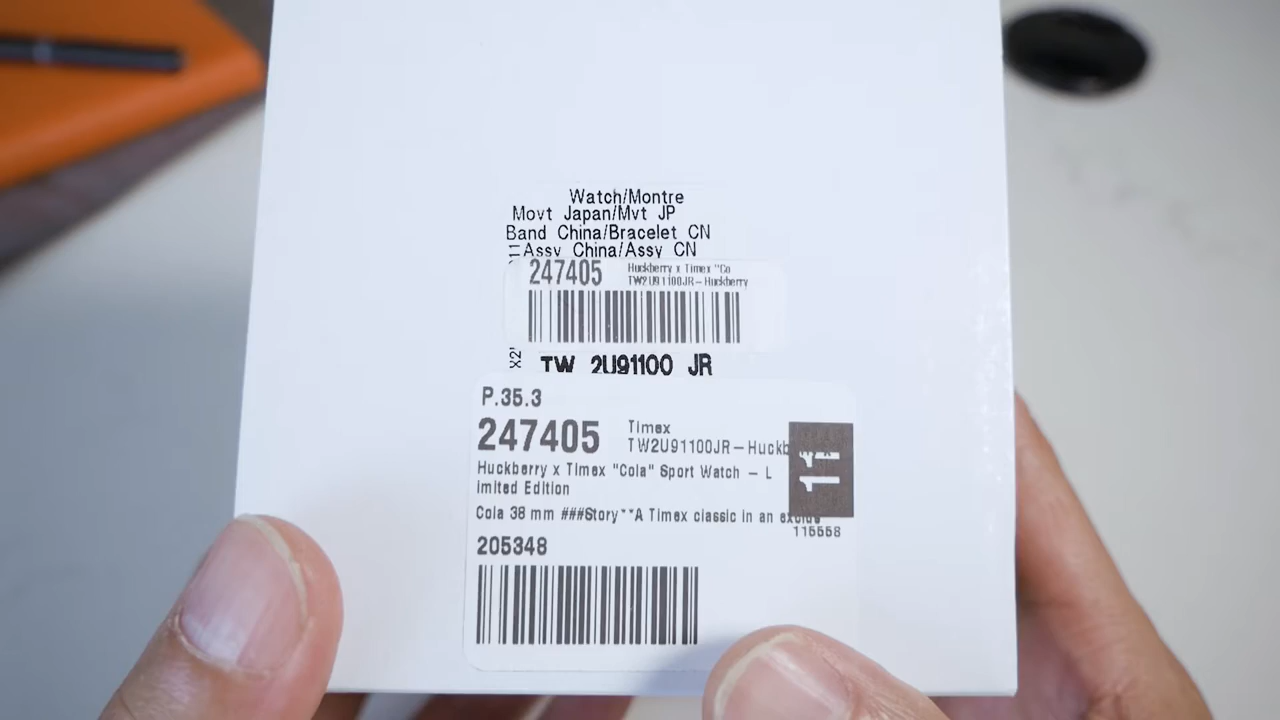 Watch/Montre
Movt Japan/Mvt JP
Band China/Bracelet CN
Assy China/Assy CN
247405
Huckberry x Timex "Co
TW2U91100JR-Huckberry
TW 2U91100 JR
P.35.3
247405
Timex
TW2U91100JR-Huckb
11
Huckberry x Timex "Cola" Sport Watch - L
imited Edition
Cola 38 mm ###Story**A Timex classic in an exclus
115558
205348